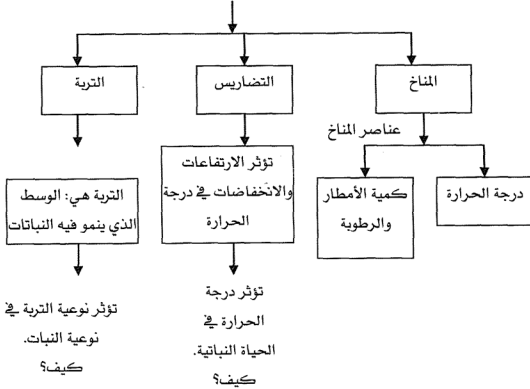 المناخ
التضاريس
التربة
عناصر المناخ
درجة الحرارة
كمية الأمطار
والرطوبة
تؤثر الارتفاعات
والانخفاضات في درجة
الحرارة
التربة هي: الوسط
الذي ينمو فيه النباتات
تؤثر درجة
الحرارة في
الحياة النباتية.
كيف؟
تؤثر نوعية التربة في
نوعية النبات.
كيف؟